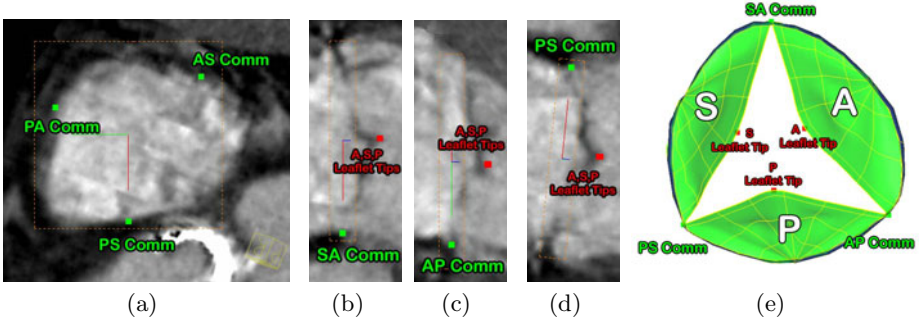 AS Comm
PA Comm
PS Comm
(a)
A,S,P
Leaflet Tips
SA Comm
(b)
A,S,P
Leaflet Tips
AP Comm
(c)
PS Comm
A,S,P
Leaflet Tips
(d)
SA Comm
S
A
S
Leaflet Tip
A
Leaflet Tip
P
Leaflet Tip
PS Comm
P
AP Comm
(e)